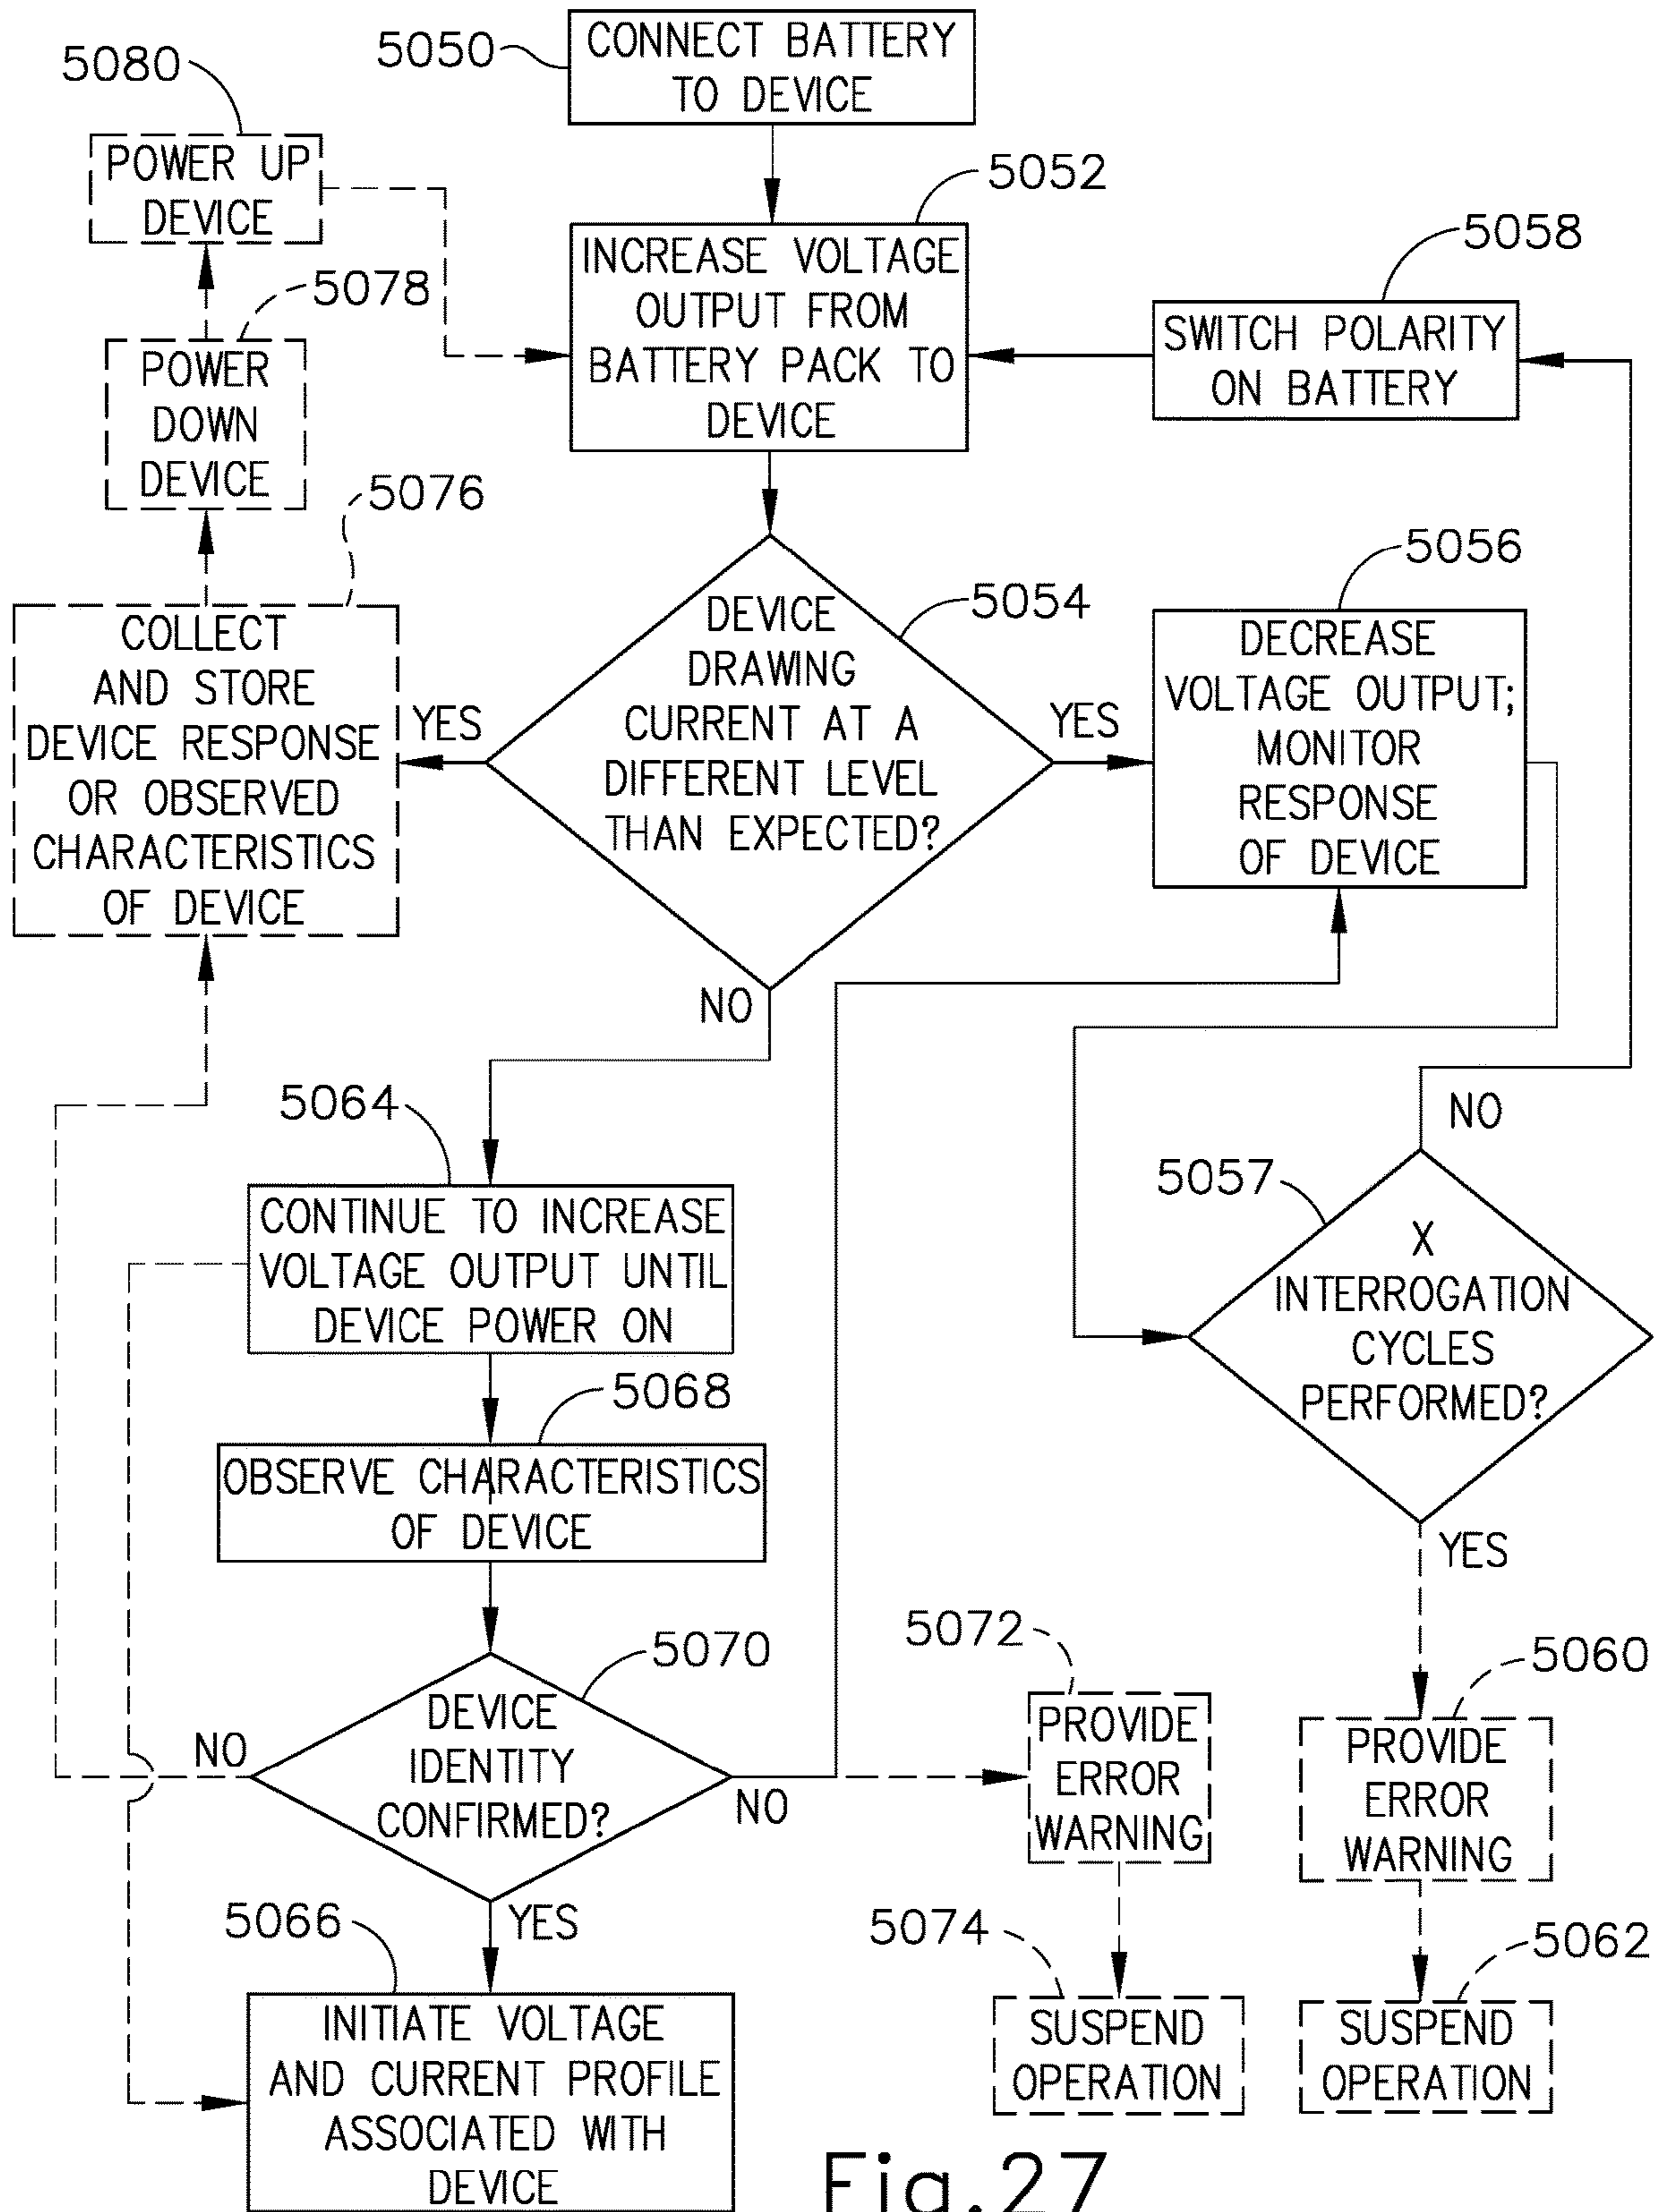 5050
CONNECT BATTERY
TO DEVICE
5080
POWER UP
DEVICE
5052
INCREASE VOLTAGE
OUTPUT FROM
BATTERY PACK TO
DEVICE
5058
SWITCH POLARITY
ON BATTERY
5078
POWER
DOWN
DEVICE
5076
COLLECT
AND STORE
DEVICE RESPONSE
OR OBSERVED
CHARACTERISTICS
OF DEVICE
YES
5054
DEVICE
DRAWING
CURRENT AT A
DIFFERENT LEVEL
THAN EXPECTED?
YES
5056
DECREASE
VOLTAGE OUTPUT;
MONITOR
RESPONSE
OF DEVICE
NO
NO
5064
CONTINUE TO INCREASE
VOLTAGE OUTPUT UNTIL
DEVICE POWER ON
5057
X
INTERROGATION
CYCLES
PERFORMED?
YES
5068
OBSERVE CHARACTERISTICS
OF DEVICE
5070
DEVICE
IDENTITY
CONFIRMED?
NO
NO
YES
5072
PROVIDE
ERROR
WARNING
5060
PROVIDE
ERROR
WARNING
5066
INITIATE VOLTAGE
AND CURRENT PROFILE
ASSOCIATED WITH
DEVICE
5074
SUSPEND
OPERATION
5062
SUSPEND
OPERATION
Fig.27